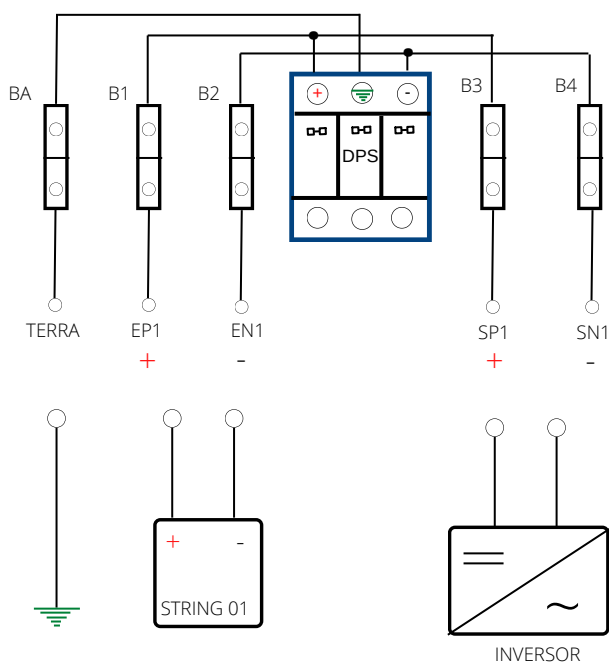 BA
B1
B2
B3
B4
+
-
DPS
TERRA
EP1
EN1
SP1
SN1
+
-
+
-
+
-
STRING 01
INVERSOR